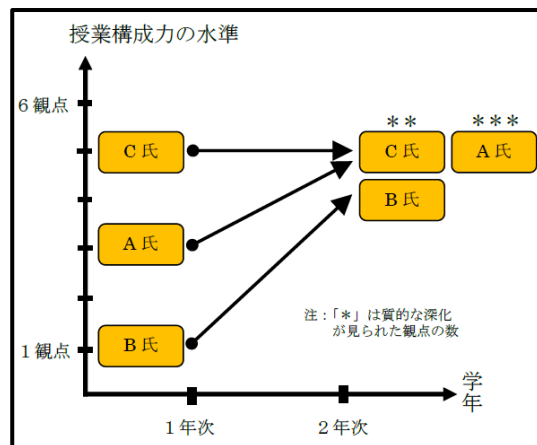 授業構成力の水準
6観点
** ***
C氏 C氏 A氏
B氏
A氏
注：「*」は質的な深化
が見られた観点の数
1観点 B氏
学
年
1年次 2年次